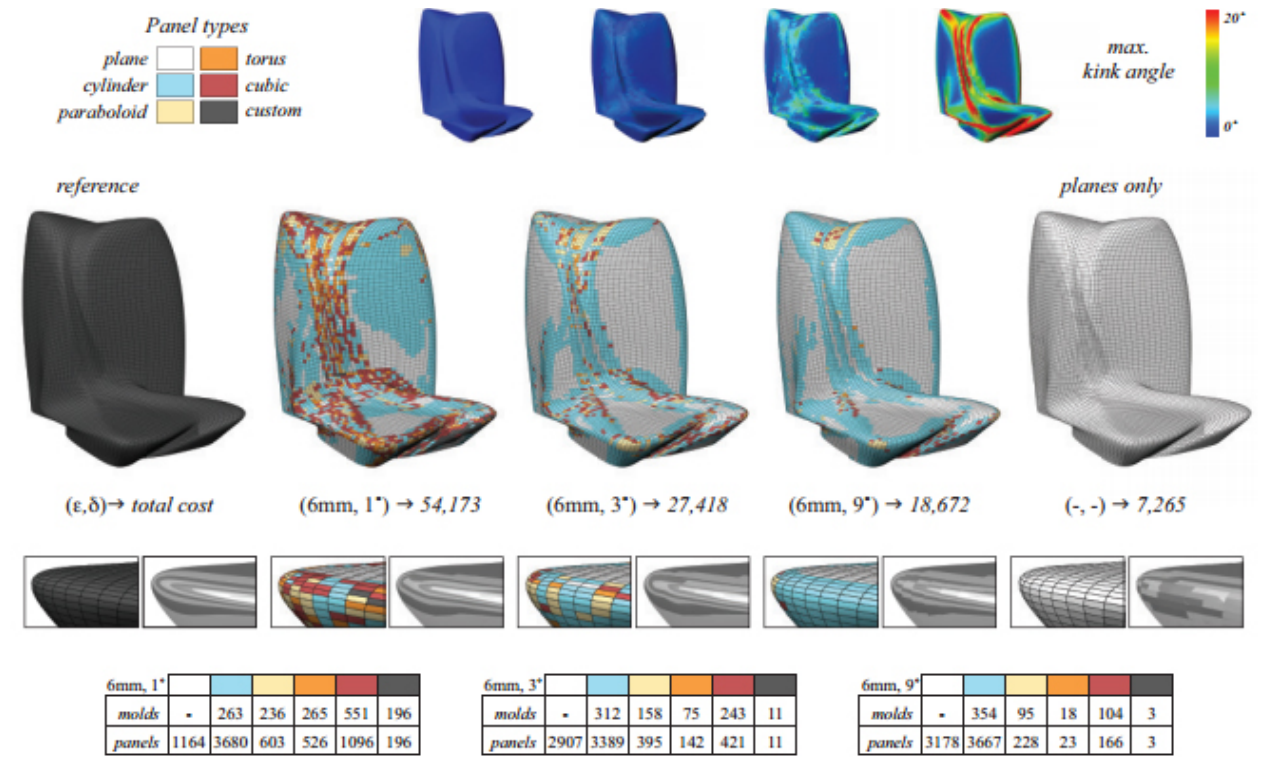 Panel types
plane torus
cylinder cubic
paraboloid custom
max.
kink angle
20°
0°
reference
planes only
(ε,δ)→ total cost
(6mm, 1°) → 54,173
(6mm, 3°) → 27,418
(6mm, 9°) → 18,672
(-, -) → 7,265
6mm, 1°
molds - 263 236 265 551 196
panels 1164 3680 603 526 1096 196
6mm, 3°
molds - 312 158 75 243 11
panels 2907 3389 395 142 421 11
6mm, 9°
molds - 354 95 18 104 3
panels 3178 3667 228 23 166 3